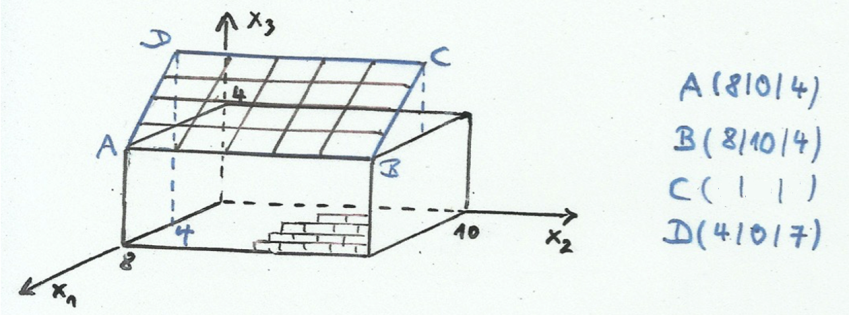 x₃
D
C
4
A
B
4
8
10
x₂
x₁
A(8|0|4)
B(8|10|4)
C( | | )
D(4|0|7)